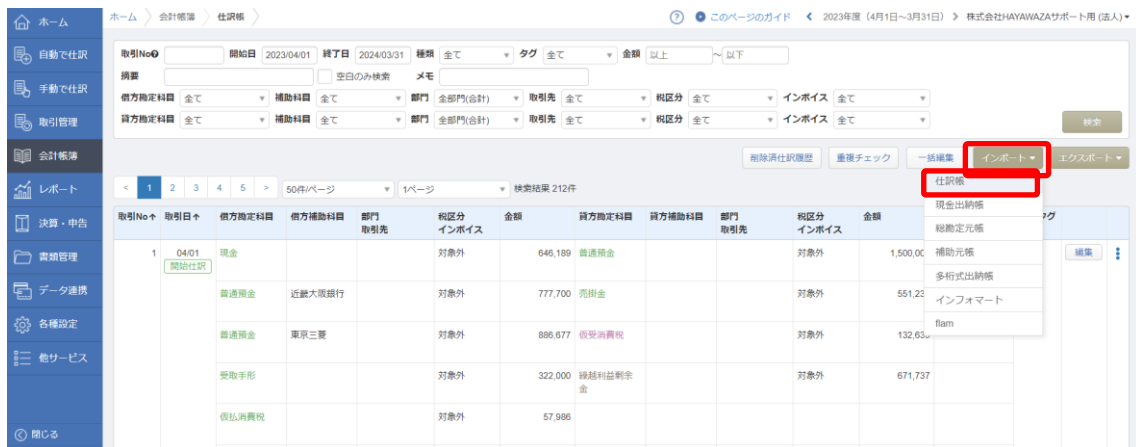 ホーム 〉 会計帳簿 〉 仕訳帳 〉
? このページのガイド 2023年度 (4月1日～3月31日) 株式会社HAYAWAZAサポート用 (法人)
ホーム
自動で仕訳
手動で仕訳
取引管理
会計帳簿
レポート
決算・申告
書類管理
データ連携
各種設定
他サービス
閉じる
取引No 開始日 2023/04/01 終了日 2024/03/31 種類 全て タグ 全て 金額 以上 ～ 以下
摘要 空白のみ検索 メモ
借方勘定科目 全て 補助科目 全て 部門 全部門(合計) 取引先 全て 税区分 全て インボイス 全て
貸方勘定科目 全て 補助科目 全て 部門 全部門(合計) 取引先 全て 税区分 全て インボイス 全て
検索
削除済仕訳履歴 重複チェック 一括編集 インポート エクスポート
仕訳帳
現金出納帳
総勘定元帳
補助元帳
多桁式出納帳
インフォマート
flam
< 1 2 3 4 5 > 50件/ページ 1ページ 検索結果 212件
取引No↑ 取引日↑ 借方勘定科目 借方補助科目 部門 税区分 金額 貸方勘定科目 貸方補助科目 部門 税区分 金額 タグ
取引先 インボイス 取引先 インボイス
1 04/01 現金 対象外 646,189 普通預金 対象外 1,500,00 編集
開始仕訳
普通預金 近畿大阪銀行 対象外 777,700 売掛金 対象外 551,23
普通預金 東京三菱 対象外 886,677 仮受消費税 対象外 132,635
受取手形 対象外 322,000 繰越利益剰余 対象外 671,737
金
仮払消費税 対象外 57,986